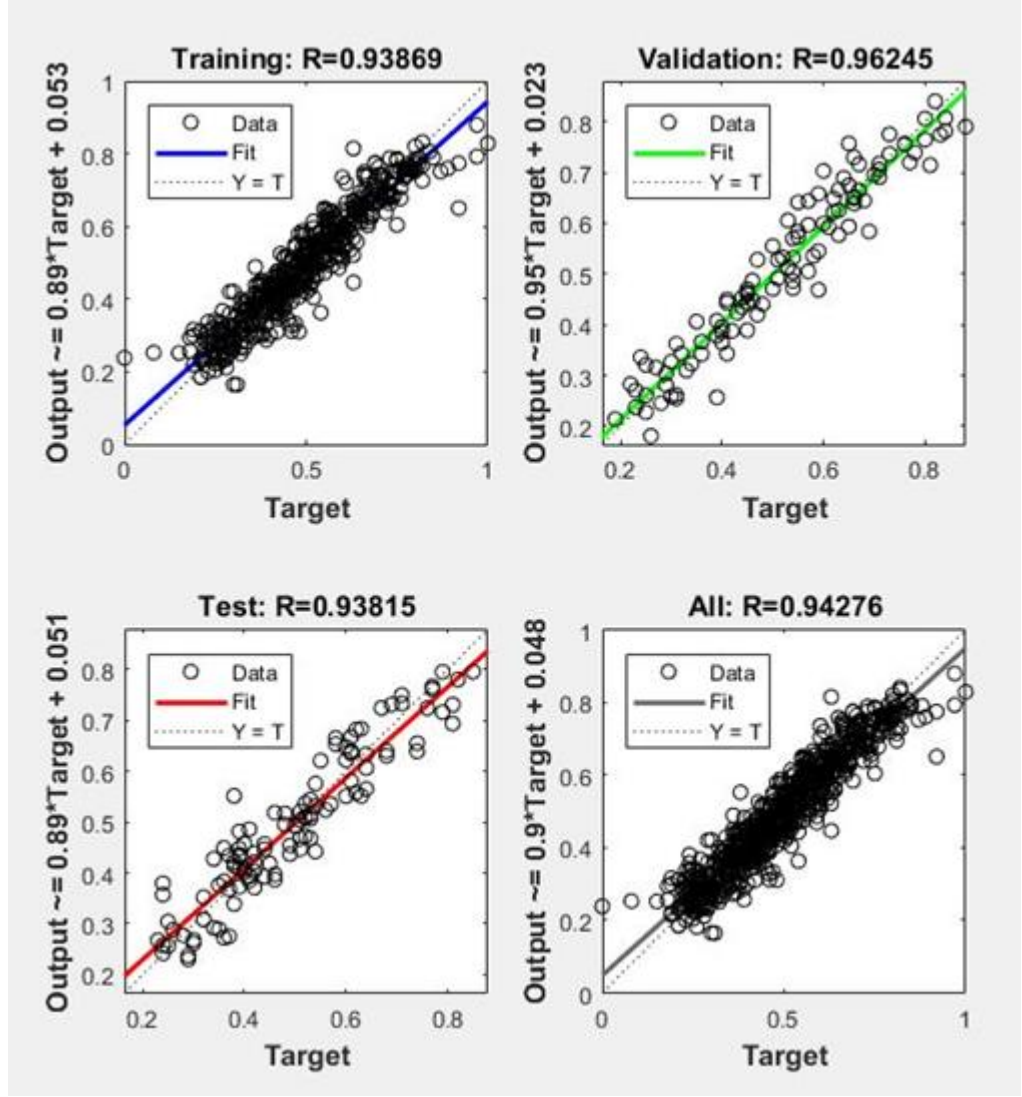 Training: R=0.93869
Output ~= 0.89*Target + 0.053
1
0.8
0.6
0.4
0.2
0
Data
Fit
Y = T
0
0.5
1
Target
Validation: R=0.96245
Output ~= 0.95*Target + 0.023
0.8
0.7
0.6
0.5
0.4
0.3
0.2
Data
Fit
Y = T
0.2
0.4
0.6
0.8
Target
Test: R=0.93815
Output ~= 0.89*Target + 0.051
0.8
0.7
0.6
0.5
0.4
0.3
0.2
Data
Fit
Y = T
0.2
0.4
0.6
0.8
Target
All: R=0.94276
Output ~= 0.9*Target + 0.048
1
0.8
0.6
0.4
0.2
0
Data
Fit
Y = T
0
0.5
1
Target